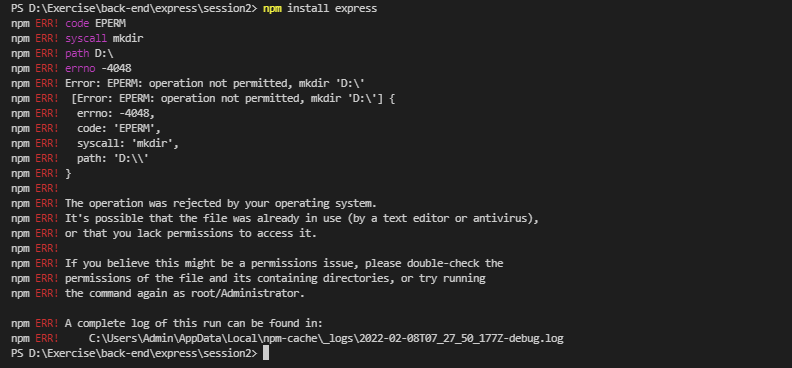 PS D:\Exercise\back-end\express\session2> npm install express
npm ERR! code EPERM
npm ERR! syscall mkdir
npm ERR! path D:\
npm ERR! errno -4048
npm ERR! Error: EPERM: operation not permitted, mkdir 'D:\'
npm ERR!  [Error: EPERM: operation not permitted, mkdir 'D:\'] {
npm ERR!   errno: -4048,
npm ERR!   code: 'EPERM',
npm ERR!   syscall: 'mkdir',
npm ERR!   path: 'D:\\'
npm ERR! }
npm ERR!
npm ERR! The operation was rejected by your operating system.
npm ERR! It's possible that the file was already in use (by a text editor or antivirus),
npm ERR! or that you lack permissions to access it.
npm ERR!
npm ERR! If you believe this might be a permissions issue, please double-check the
npm ERR! permissions of the file and its containing directories, or try running
npm ERR! the command again as root/Administrator.
npm ERR! A complete log of this run can be found in:
npm ERR!     C:\Users\Admin\AppData\Local\npm-cache\_logs\2022-02-08T07_27_50_177Z-debug.log
PS D:\Exercise\back-end\express\session2>